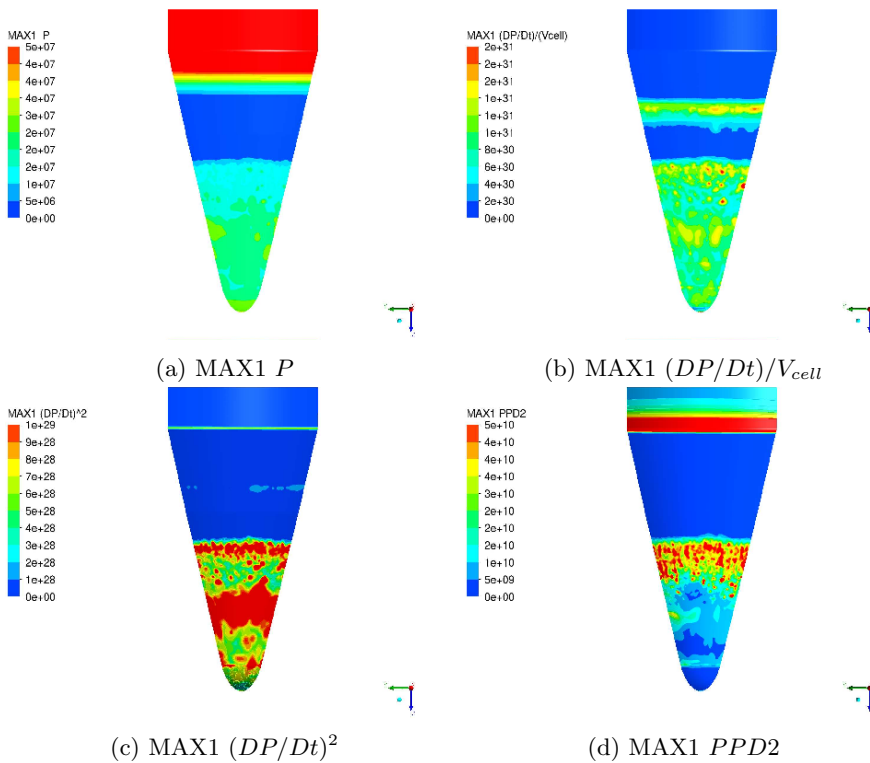 MAX1 P
5e+07
4e+07
4e+07
3e+07
3e+07
2e+07
2e+07
1e+07
1e+07
5e+06
0e+00
(a) MAX1 P
MAX1 (DP/Dt)/(Vcell)
2e+31
2e+31
2e+31
1e+31
1e+31
1e+31
8e+30
6e+30
4e+30
2e+30
0e+00
(b) MAX1 (DP/Dt)/V_{cell}
MAX1 (DP/Dt)^2
1e+29
9e+28
8e+28
7e+28
6e+28
5e+28
4e+28
3e+28
2e+28
1e+28
0e+00
(c) MAX1 (DP/Dt)²
MAX1 PPD2
5e+10
4e+10
4e+10
3e+10
3e+10
2e+10
2e+10
2e+10
1e+10
5e+09
0e+00
(d) MAX1 PPD2